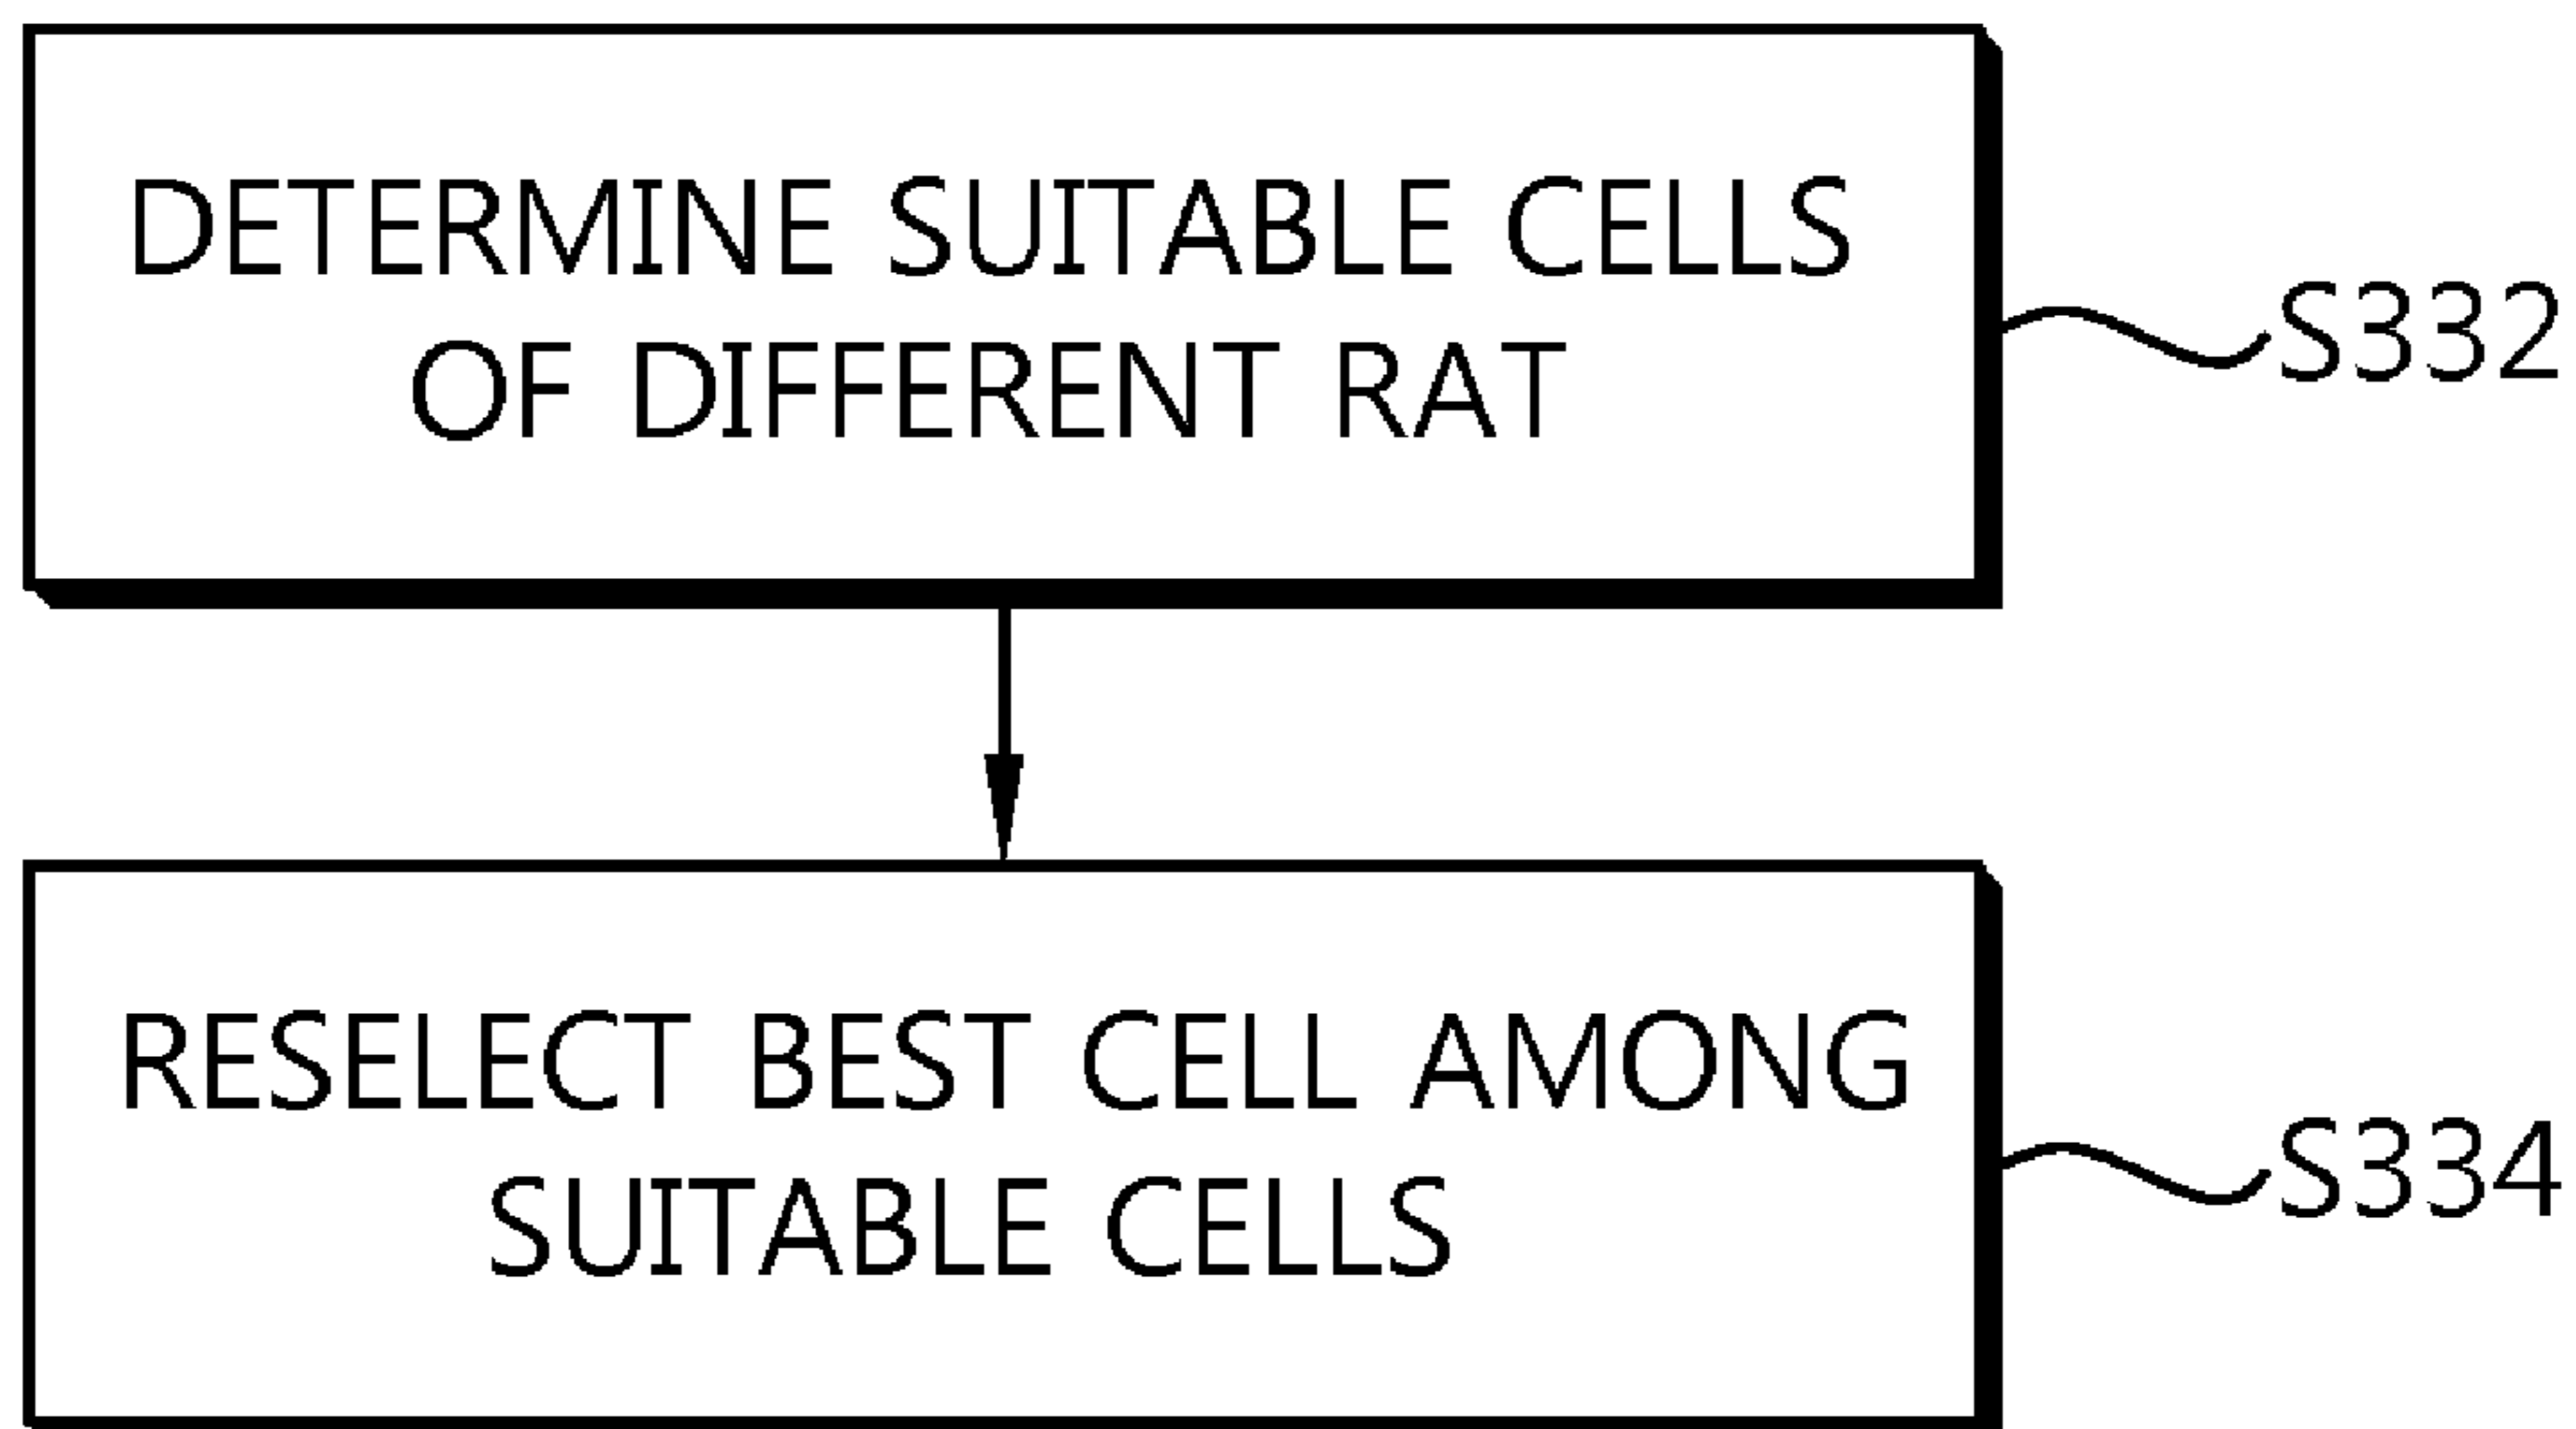 DETERMINE SUITABLE CELLS
OF DIFFERENT RAT
S332
RESELECT BEST CELL AMONG
SUITABLE CELLS
S334